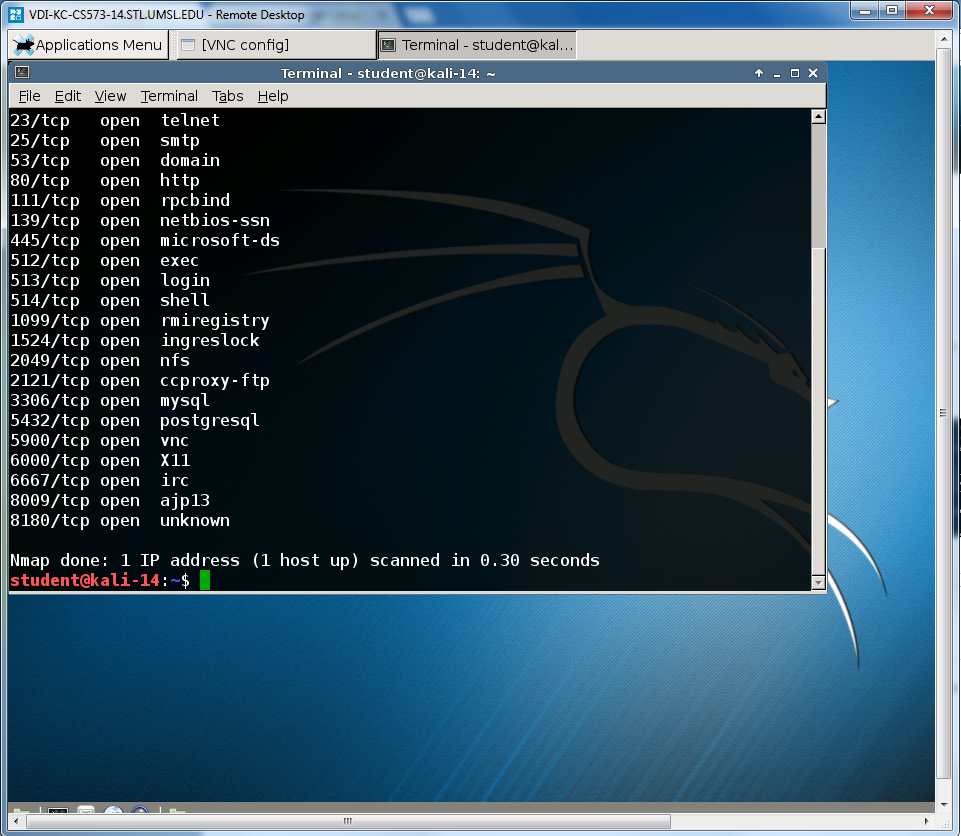 VDI-KC-CS573-14.STL.UMSL.EDU - Remote Desktop
Applications Menu
[VNC config]
Terminal - student@kal...
Terminal - student@kali-14: ~
File Edit View Terminal Tabs Help
23/tcp open telnet
25/tcp open smtp
53/tcp open domain
80/tcp open http
111/tcp open rpcbind
139/tcp open netbios-ssn
445/tcp open microsoft-ds
512/tcp open exec
513/tcp open login
514/tcp open shell
1099/tcp open rmiregistry
1524/tcp open ingreslock
2049/tcp open nfs
2121/tcp open ccproxy-ftp
3306/tcp open mysql
5432/tcp open postgresql
5900/tcp open vnc
6000/tcp open X11
6667/tcp open irc
8009/tcp open ajp13
8180/tcp open unknown
Nmap done: 1 IP address (1 host up) scanned in 0.30 seconds
student@kali-14:~$